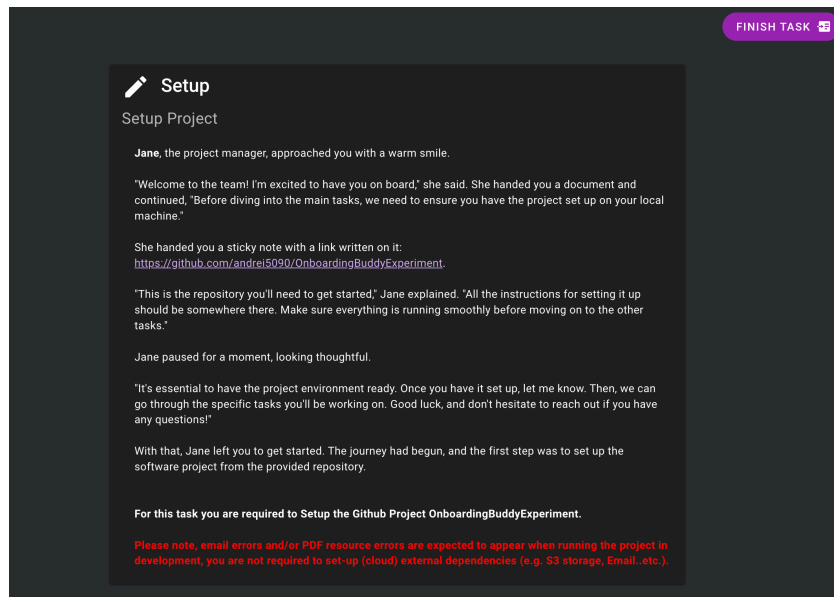 FINISH TASK
Setup
Setup Project
Jane, the project manager, approached you with a warm smile.
"Welcome to the team! I'm excited to have you on board," she said. She handed you a document and
continued, "Before diving into the main tasks, we need to ensure you have the project set up on your local
machine."
She handed you a sticky note with a link written on it:
https://github.com/andrei5090/OnboardingBuddyExperiment.
"This is the repository you'll need to get started," Jane explained. "All the instructions for setting it up
should be somewhere there. Make sure everything is running smoothly before moving on to the other
tasks."
Jane paused for a moment, looking thoughtful.
"It's essential to have the project environment ready. Once you have it set up, let me know. Then, we can
go through the specific tasks you'll be working on. Good luck, and don't hesitate to reach out if you have
any questions!"
With that, Jane left you to get started. The journey had begun, and the first step was to set up the
software project from the provided repository.
For this task you are required to Setup the Github Project OnboardingBuddyExperiment.
Please note, email errors and/or PDF resource errors are expected to appear when running the project in
development, you are not required to set-up (cloud) external dependencies (e.g. S3 storage, Email..etc.).